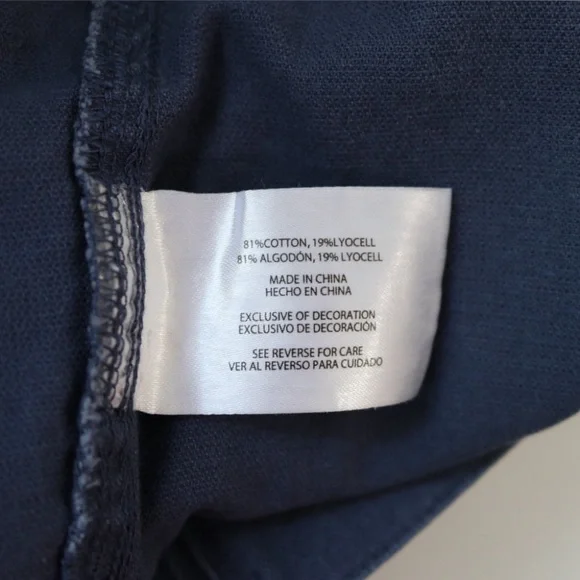 81%COTTON, 19%LYOCELL
81% ALGODÓN, 19% LYOCELL
MADE IN CHINA
HECHO EN CHINA
EXCLUSIVE OF DECORATION
EXCLUSIVO DE DECORACIÓN
SEE REVERSE FOR CARE
VER AL REVERSO PARA CUIDADO